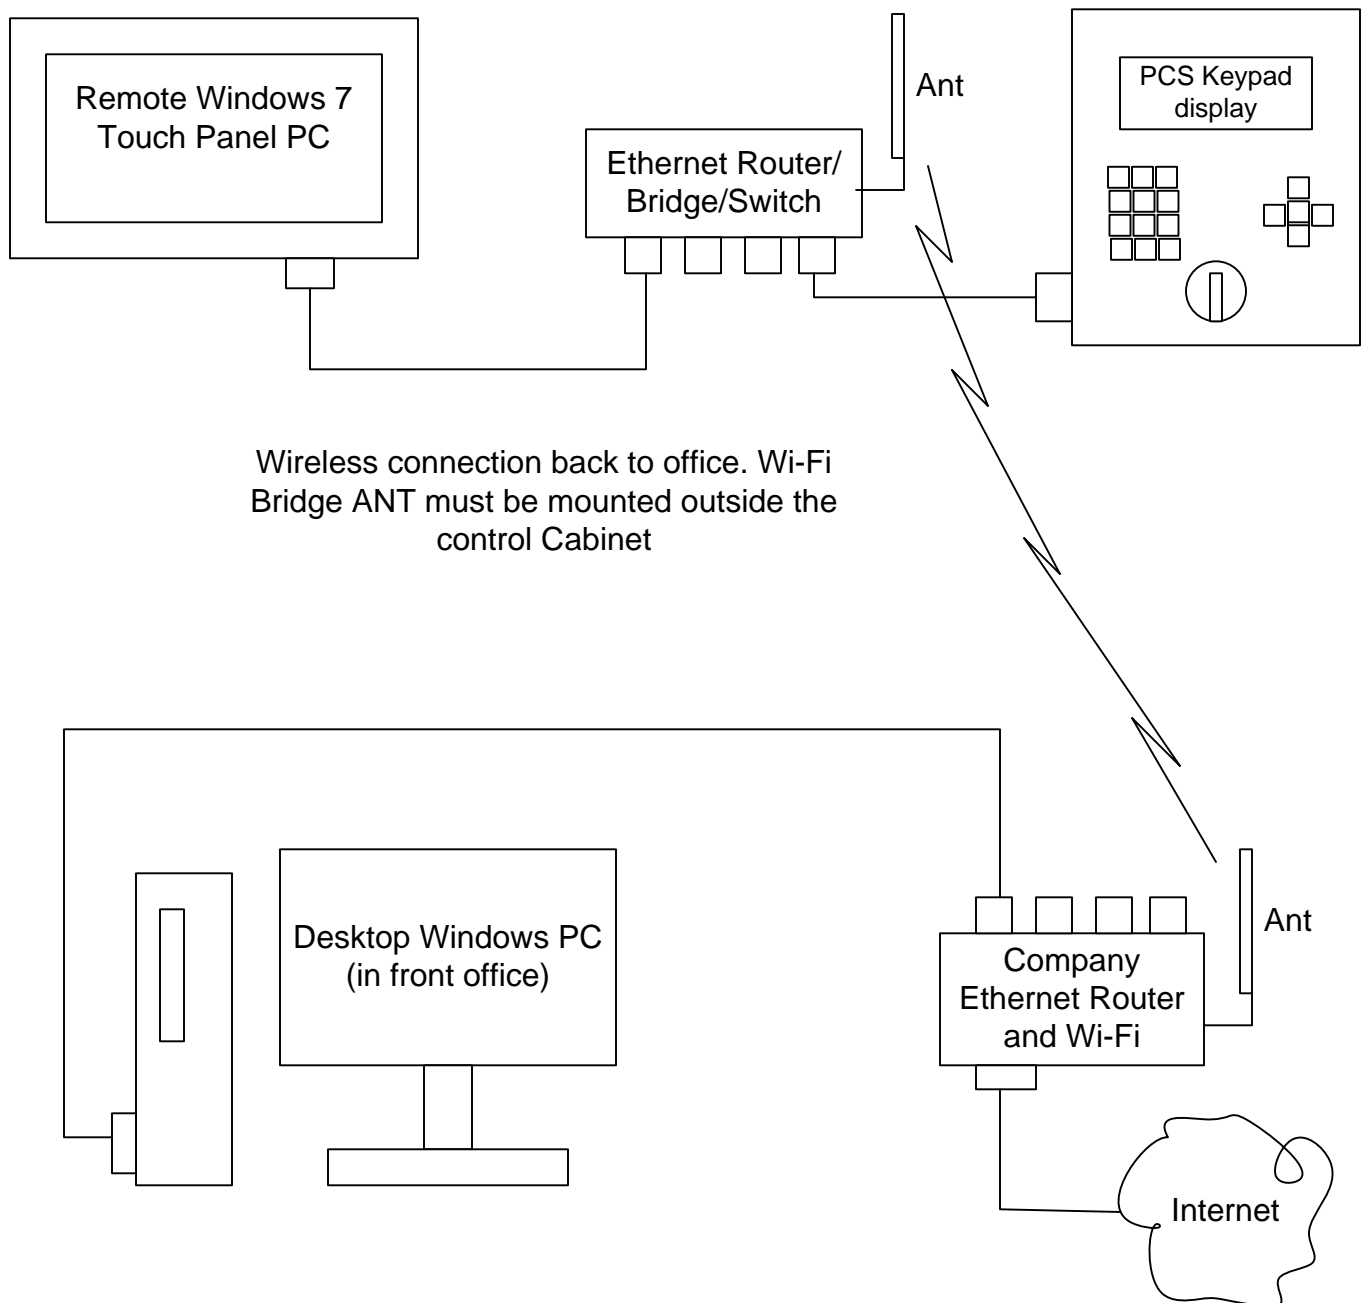 Remote Windows 7
Touch Panel PC
Ant
PCS Keypad
display
Ethernet Router/
Bridge/Switch
Wireless connection back to office. Wi-Fi
Bridge ANT must be mounted outside the
control Cabinet
Desktop Windows PC
(in front office)
Ant
Company
Ethernet Router
and Wi-Fi
Internet